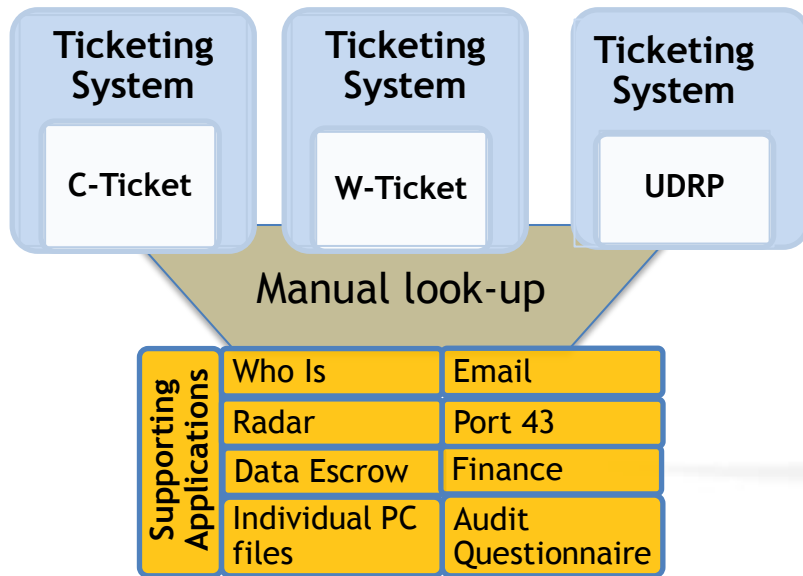 Ticketing
System
C-Ticket
Ticketing
System
W-Ticket
Ticketing
System
UDRP
Manual look-up
Supporting
Applications
Who Is
Email
Radar
Port 43
Data Escrow
Finance
Individual PC
files
Audit
Questionnaire